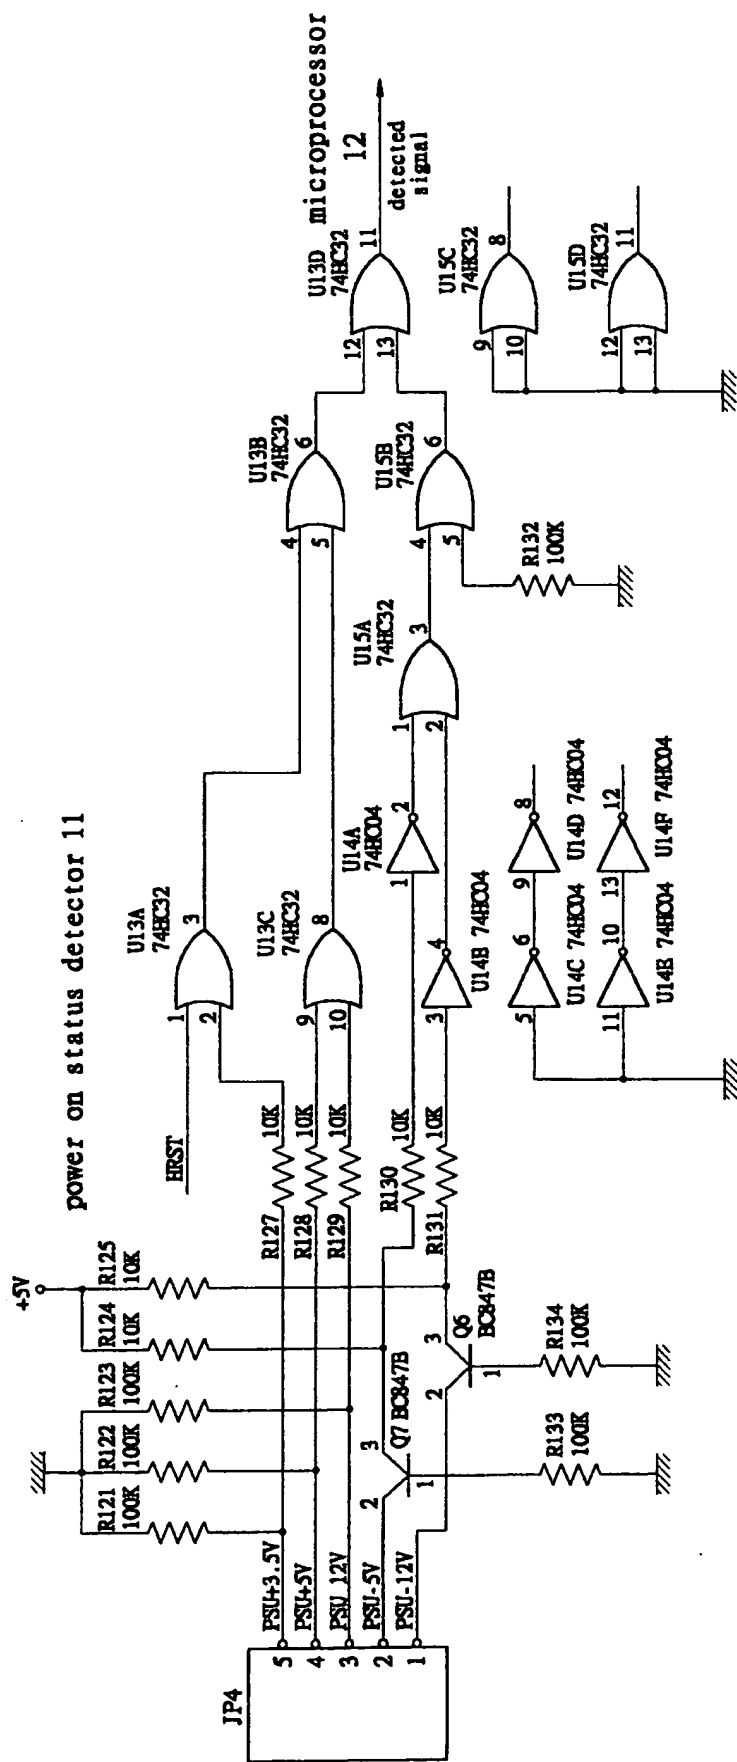 power on status detector 11
microprocessor
12
detected
signal
+5V
R125
10K
R124
10K
R123
100K
R122
100K
R121
100K
JP4
5
4
3
2
1
PSU+3.5V
PSU+5V
PSU 12V
PSU-5V
PSU-12V
HRST
R127
10K
R128
10K
R129
10K
R130
10K
R131
10K
2
3
1
Q7 BC847B
2
3
1
Q6
BC847B
R133
100K
R134
100K
U13A
74HC32
1
2
3
U13C
74HC32
9
10
8
U14A
74HC04
1
2
U14B 74HC04
3
4
U14C 74HC04
5
6
U14D 74HC04
9
8
U14E 74HC04
11
10
U14F 74HC04
13
12
U15A
74HC32
1
2
3
U13B
74HC32
4
5
6
U15B
74HC32
4
5
6
R132
100K
U13D
74HC32
12
13
11
U15C
74HC32
9
10
8
U15D
74HC32
12
13
11